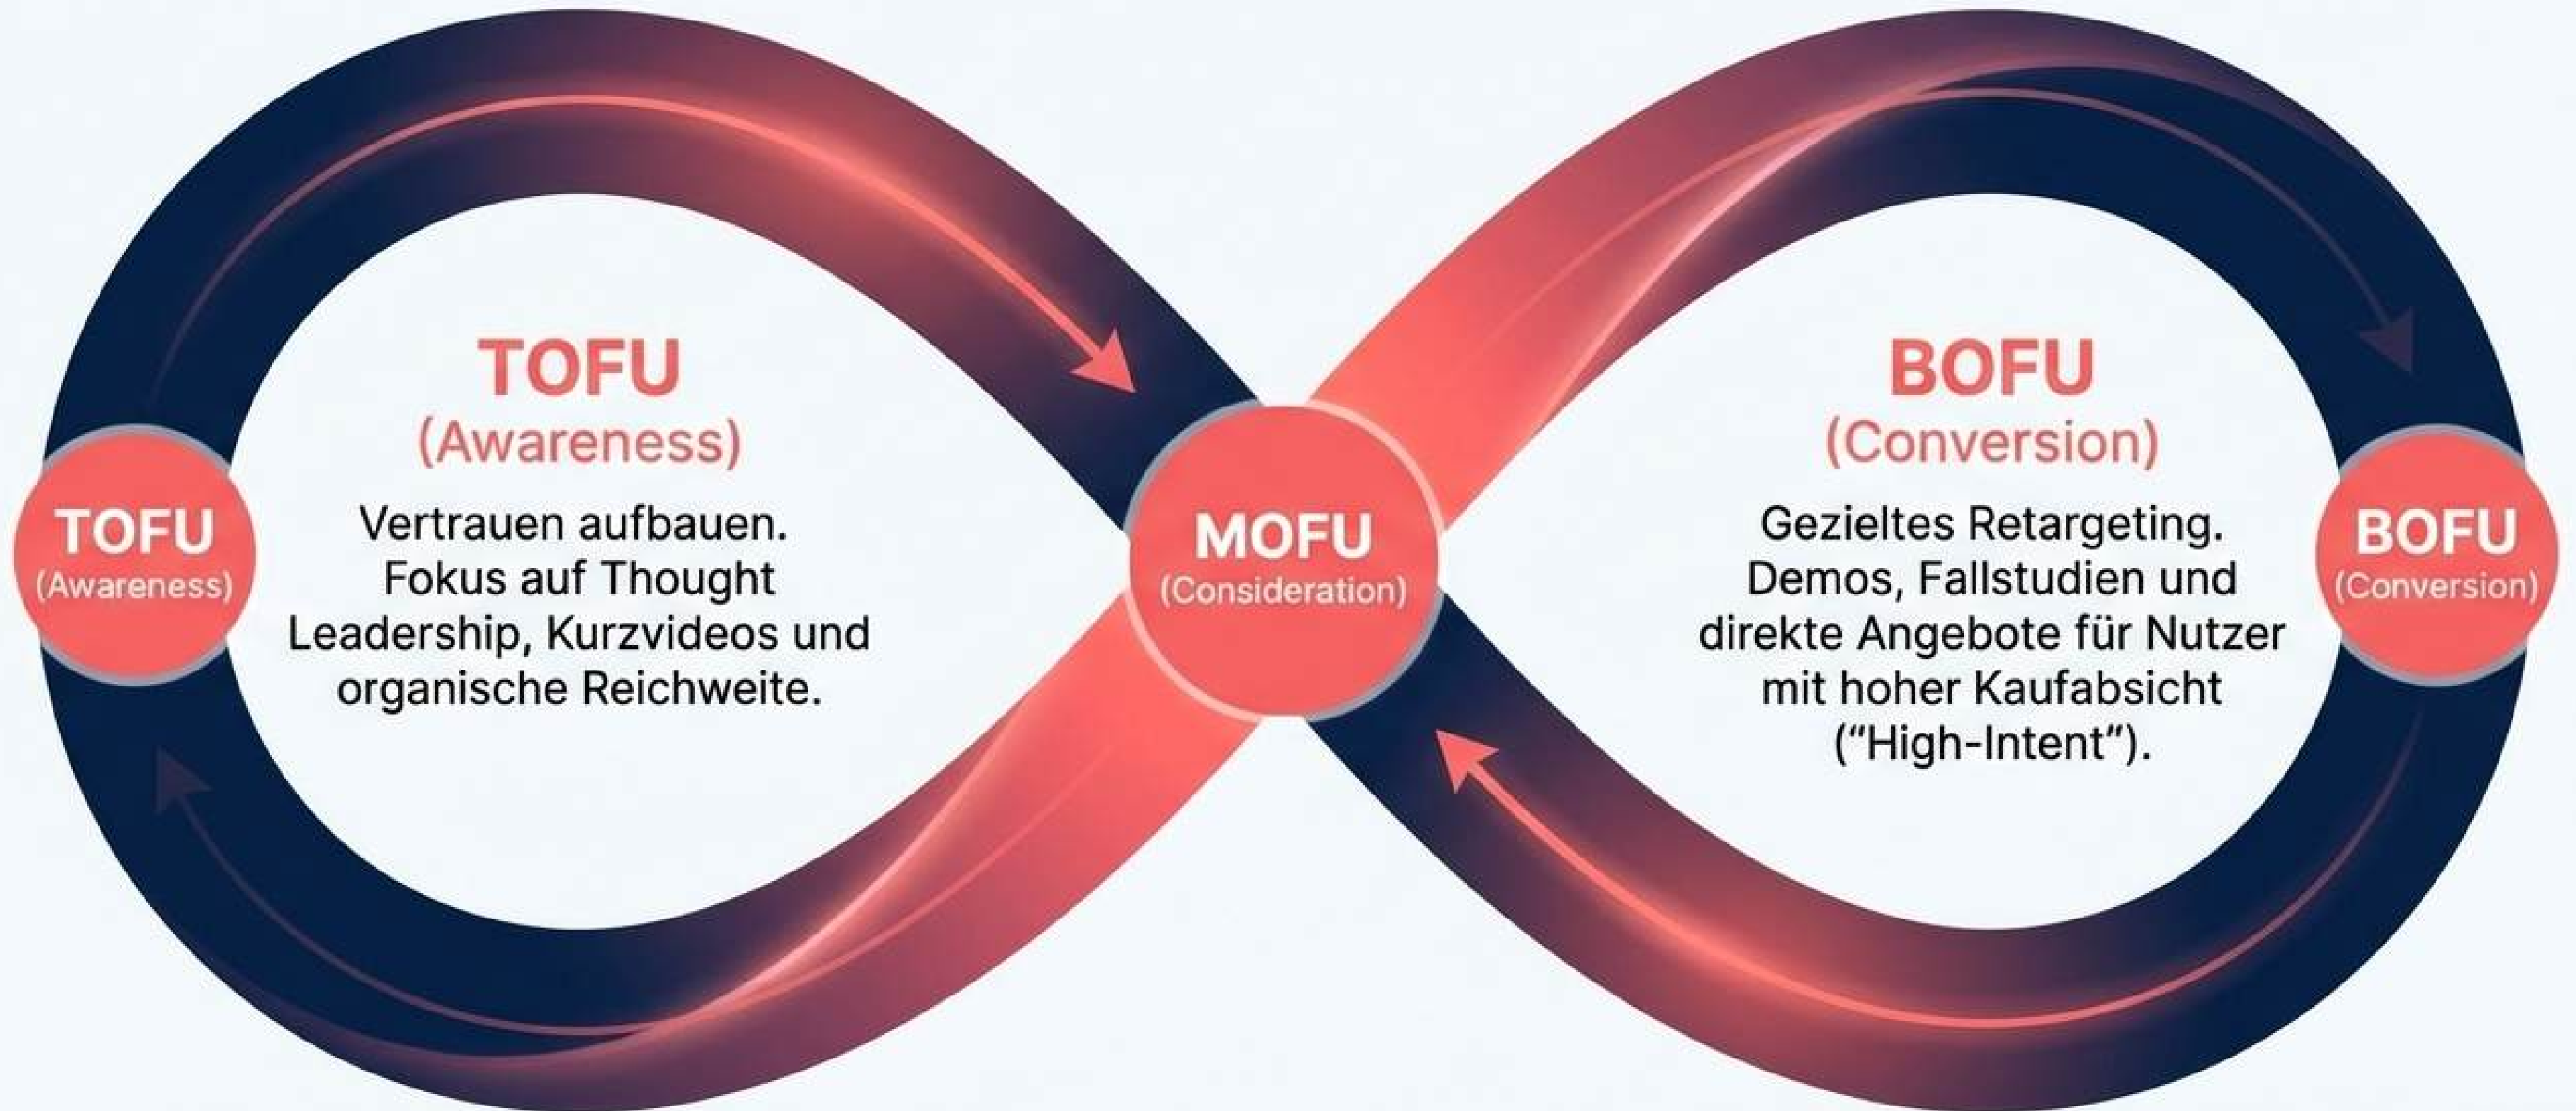 TOFU
(Awareness)
TOFU
(Awareness)
Vertrauen aufbauen.
Fokus auf Thought
Leadership, Kurzvideos und
organische Reichweite.
MOFU
(Consideration)
BOFU
(Conversion)
Gezieltes Retargeting.
Demos, Fallstudien und
direkte Angebote für Nutzer
mit hoher Kaufabsicht
(“High-Intent”).
BOFU
(Conversion)